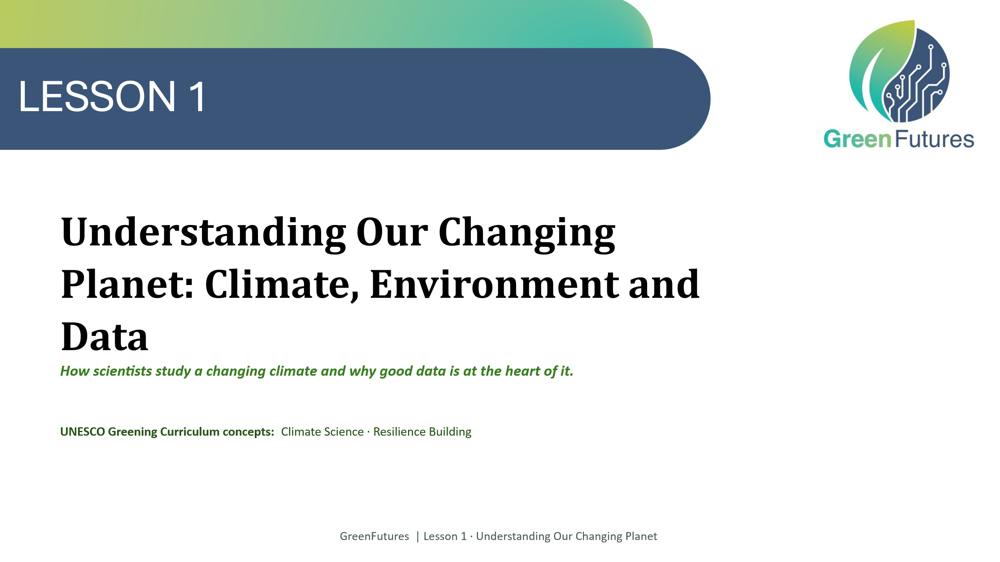 LESSON 1
GreenFutures
Understanding Our Changing
Planet: Climate, Environment and
Data
How scientists study a changing climate and why good data is at the heart of it.
UNESCO Greening Curriculum concepts: Climate Science · Resilience Building
GreenFutures | Lesson 1 · Understanding Our Changing Planet